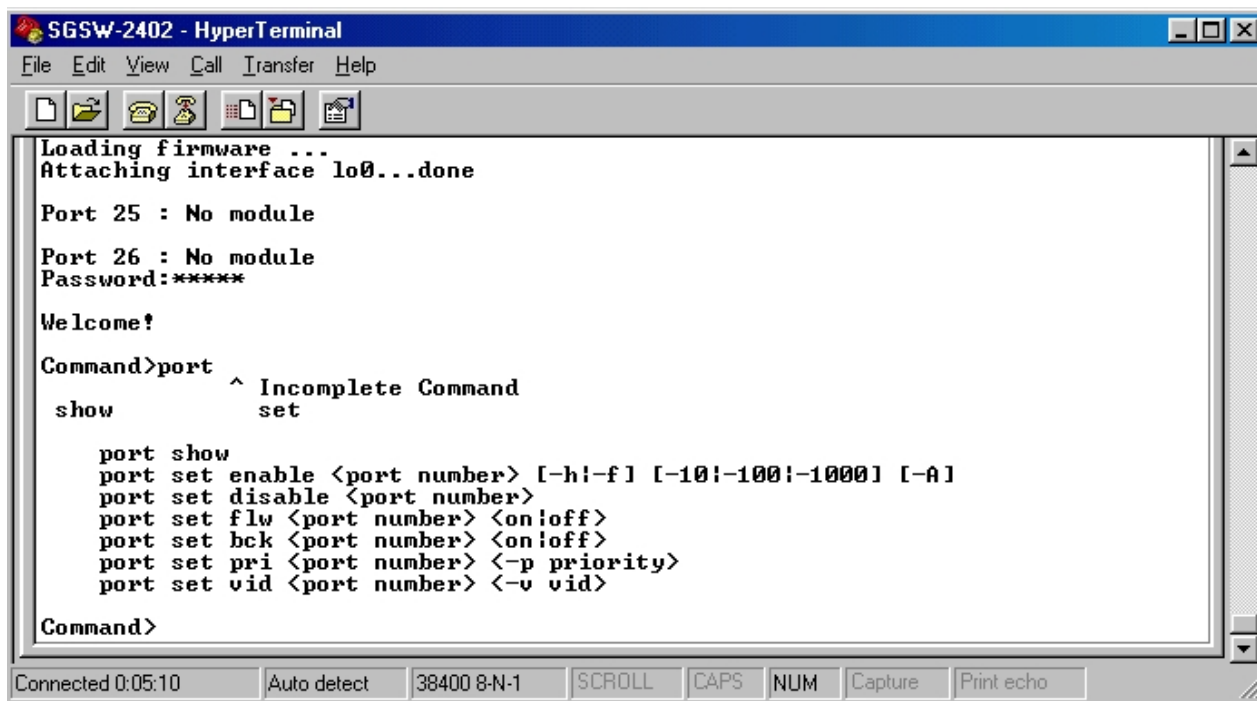 SGSW-2402 - HyperTerminal
File Edit View Call Transfer Help
Loading firmware ...
Attaching interface lo0...done
Port 25 : No module
Port 26 : No module
Password:*****
Welcome!
Command>port
^ Incomplete Command
show set
port show
port set enable <port number> [-h|-f] [-10|-100|-1000] [-A]
port set disable <port number>
port set flw <port number> <on|off>
port set bck <port number> <on|off>
port set pri <port number> <-p priority>
port set vid <port number> <-v vid>
Command>
Connected 0:05:10 Auto detect 38400 8-N-1 SCROLL CAPS NUM Capture Print echo